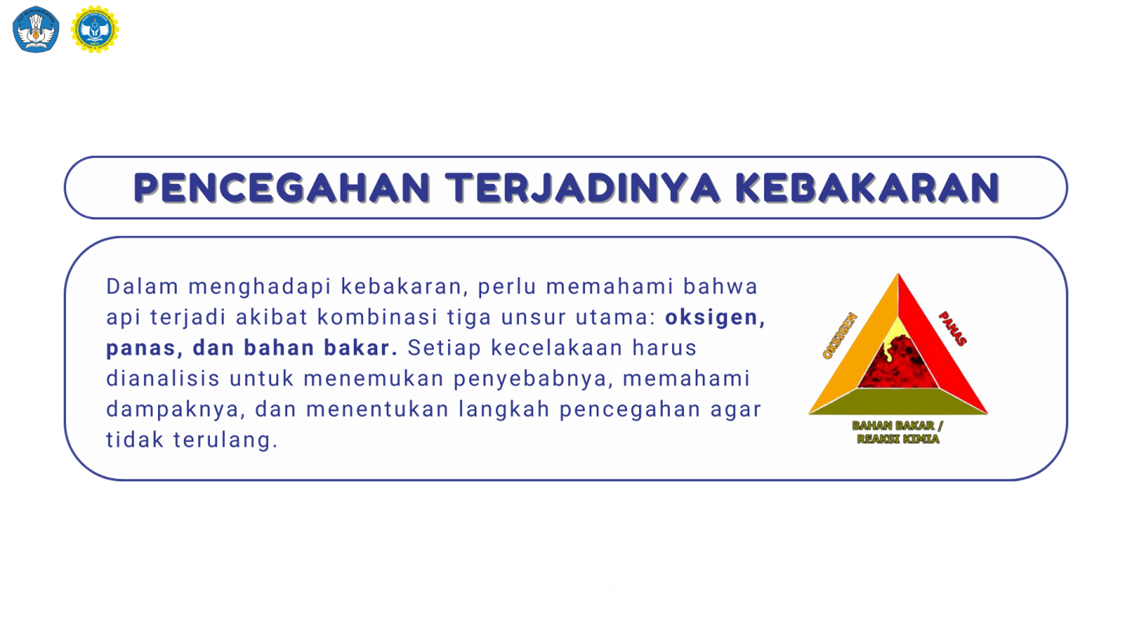 PENCEGAHAN TERJADINYA KEBAKARAN
Dalam menghadapi kebakaran, perlu memahami bahwa
api terjadi akibat kombinasi tiga unsur utama: oksigen,
panas, dan bahan bakar. Setiap kecelakaan harus
dianalisis untuk menemukan penyebabnya, memahami
dampaknya, dan menentukan langkah pencegahan agar
tidak terulang.
OKSIGEN
PANAS
BAHAN BAKAR /
REAKSI KIMIA